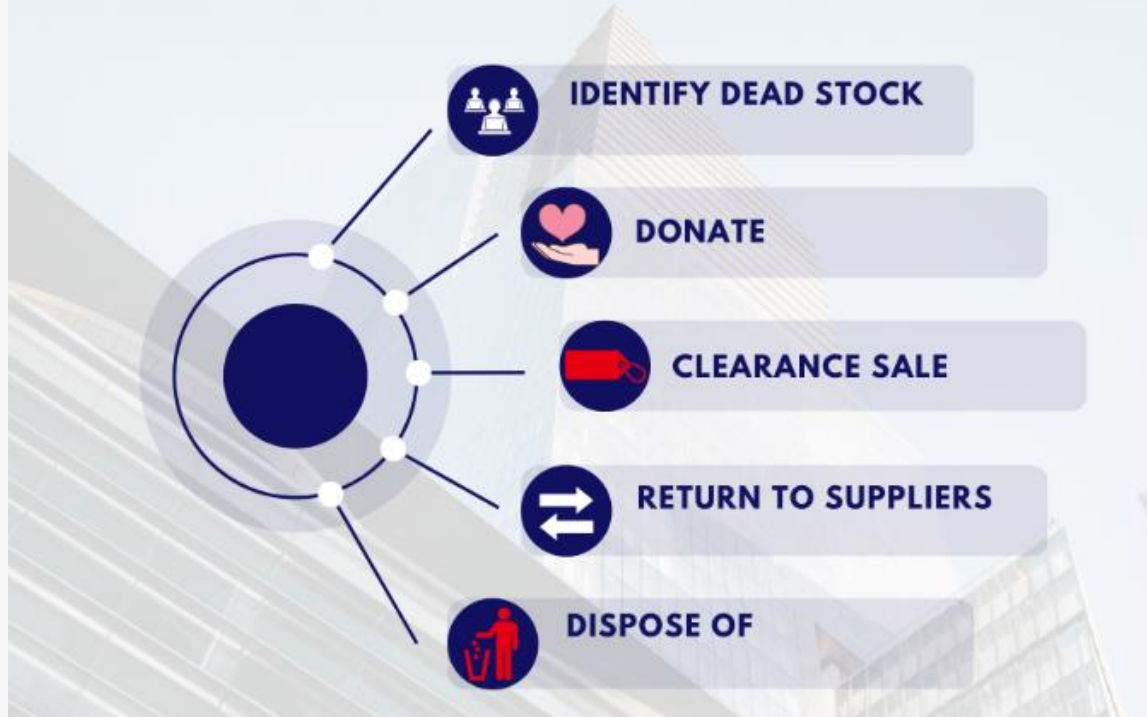 IDENTIFY DEAD STOCK
DONATE
CLEARANCE SALE
RETURN TO SUPPLIERS
DISPOSE OF